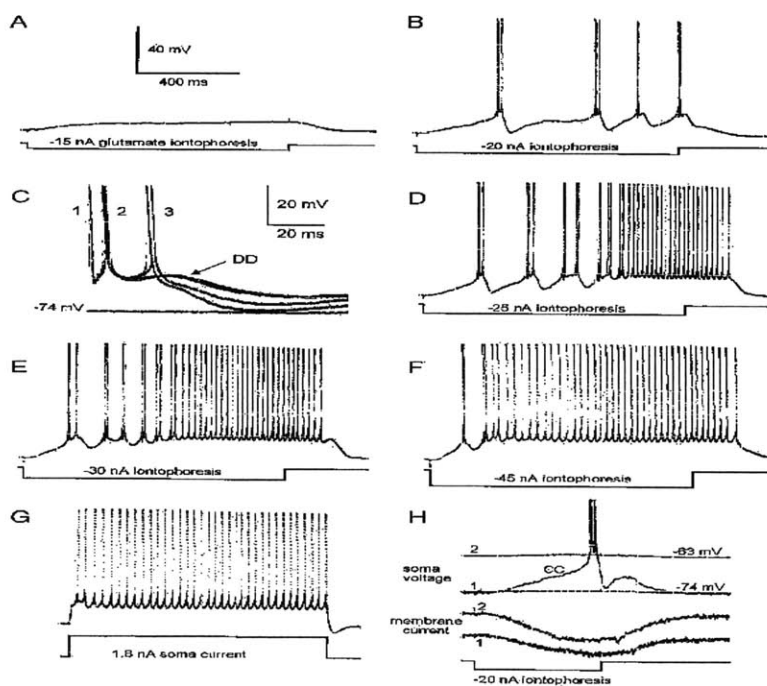 A
40 mV
400 ms
-15 nA glutamate iontophoresis
B
-20 nA iontophoresis
C
1 2 3
20 mV
20 ms
DD
-74 mV
D
-25 nA iontophoresis
E
-30 nA Iontophoresis
F
-45 nA iontophoresis
G
1.8 nA soma current
H
2
-63 mV
soma
voltage
CC
1
-74 mV
membrane
current
2
1
-20 nA iontophoresis